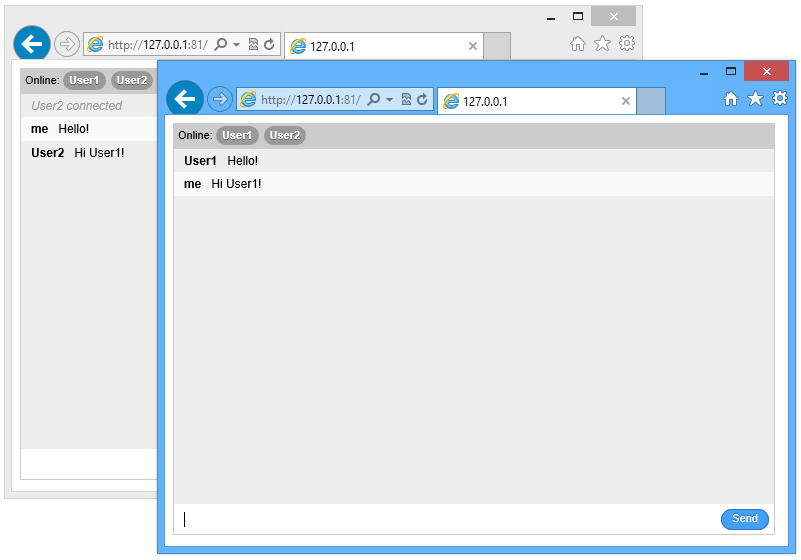 http://127.0.0.1:81/
127.0.0.1
Online: User1 User2
User2 connected
me Hello!
User2 Hi User1!
http://127.0.0.1:81/
127.0.0.1
Online: User1 User2
User1 Hello!
me Hi User1!
Send